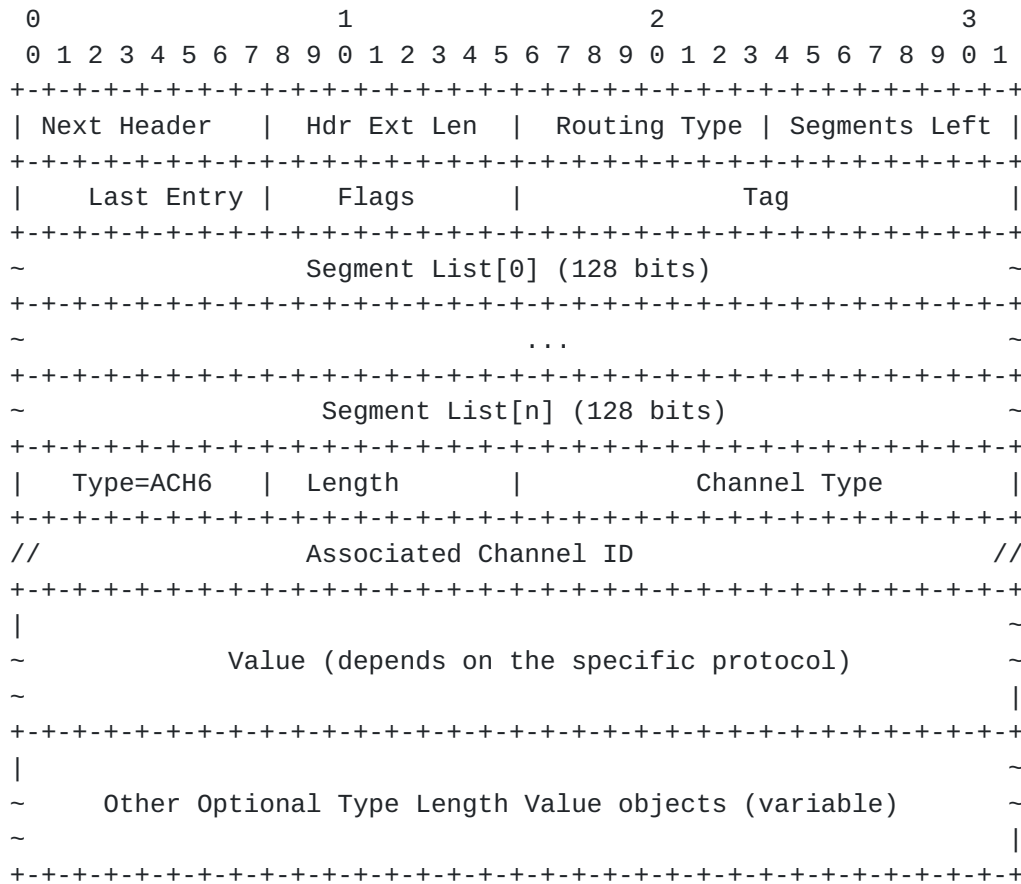 0                   1                   2                   3
 0 1 2 3 4 5 6 7 8 9 0 1 2 3 4 5 6 7 8 9 0 1 2 3 4 5 6 7 8 9 0 1
+-+-+-+-+-+-+-+-+-+-+-+-+-+-+-+-+-+-+-+-+-+-+-+-+-+-+-+-+-+-+-+-+
| Next Header   |  Hdr Ext Len  |  Routing Type | Segments Left |
+-+-+-+-+-+-+-+-+-+-+-+-+-+-+-+-+-+-+-+-+-+-+-+-+-+-+-+-+-+-+-+-+
|    Last Entry |    Flags      |              Tag              |
+-+-+-+-+-+-+-+-+-+-+-+-+-+-+-+-+-+-+-+-+-+-+-+-+-+-+-+-+-+-+-+-+
~                  Segment List[0] (128 bits)                   ~
+-+-+-+-+-+-+-+-+-+-+-+-+-+-+-+-+-+-+-+-+-+-+-+-+-+-+-+-+-+-+-+-+
~                                ...                            ~
+-+-+-+-+-+-+-+-+-+-+-+-+-+-+-+-+-+-+-+-+-+-+-+-+-+-+-+-+-+-+-+-+
~                   Segment List[n] (128 bits)                  ~
+-+-+-+-+-+-+-+-+-+-+-+-+-+-+-+-+-+-+-+-+-+-+-+-+-+-+-+-+-+-+-+-+
|   Type=ACH6   |  Length       |           Channel Type        |
+-+-+-+-+-+-+-+-+-+-+-+-+-+-+-+-+-+-+-+-+-+-+-+-+-+-+-+-+-+-+-+-+
//                 Associated Channel ID                       //
+-+-+-+-+-+-+-+-+-+-+-+-+-+-+-+-+-+-+-+-+-+-+-+-+-+-+-+-+-+-+-+-+
|                                                               ~
~             Value (depends on the specific protocol)          ~
~                                                               |
+-+-+-+-+-+-+-+-+-+-+-+-+-+-+-+-+-+-+-+-+-+-+-+-+-+-+-+-+-+-+-+-+
|                                                               ~
~     Other Optional Type Length Value objects (variable)       ~
~                                                               |
+-+-+-+-+-+-+-+-+-+-+-+-+-+-+-+-+-+-+-+-+-+-+-+-+-+-+-+-+-+-+-+-+